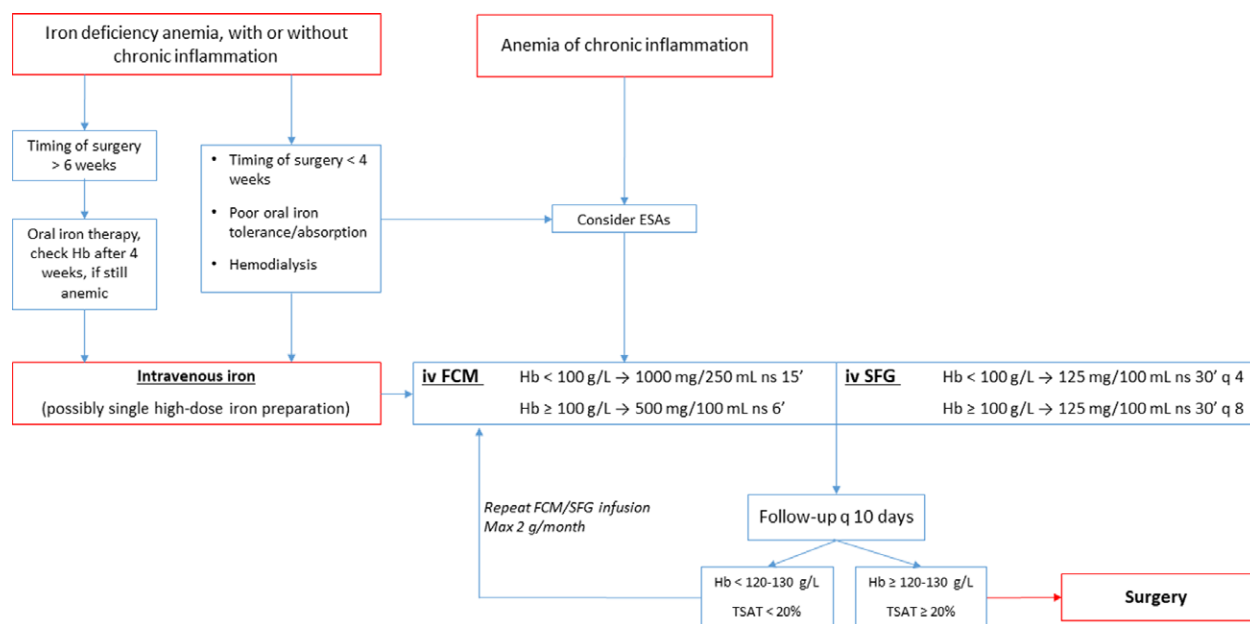 Iron deficiency anemia, with or without
chronic inflammation
Anemia of chronic inflammation
Timing of surgery
> 6 weeks
• Timing of surgery < 4
weeks
• Poor oral iron
tolerance/absorption
• Hemodialysis
Consider ESAs
Oral iron therapy,
check Hb after 4
weeks, if still
anemic
Intravenous iron
(possibly single high-dose iron preparation)
iv FCM Hb < 100 g/L → 1000 mg/250 mL ns 15’
Hb ≥ 100 g/L → 500 mg/100 mL ns 6’
iv SFG Hb < 100 g/L → 125 mg/100 mL ns 30’ q 4
Hb ≥ 100 g/L → 125 mg/100 mL ns 30’ q 8
Repeat FCM/SFG infusion
Max 2 g/month
Follow-up q 10 days
Hb < 120-130 g/L
TSAT < 20%
Hb ≥ 120-130 g/L
TSAT ≥ 20%
Surgery